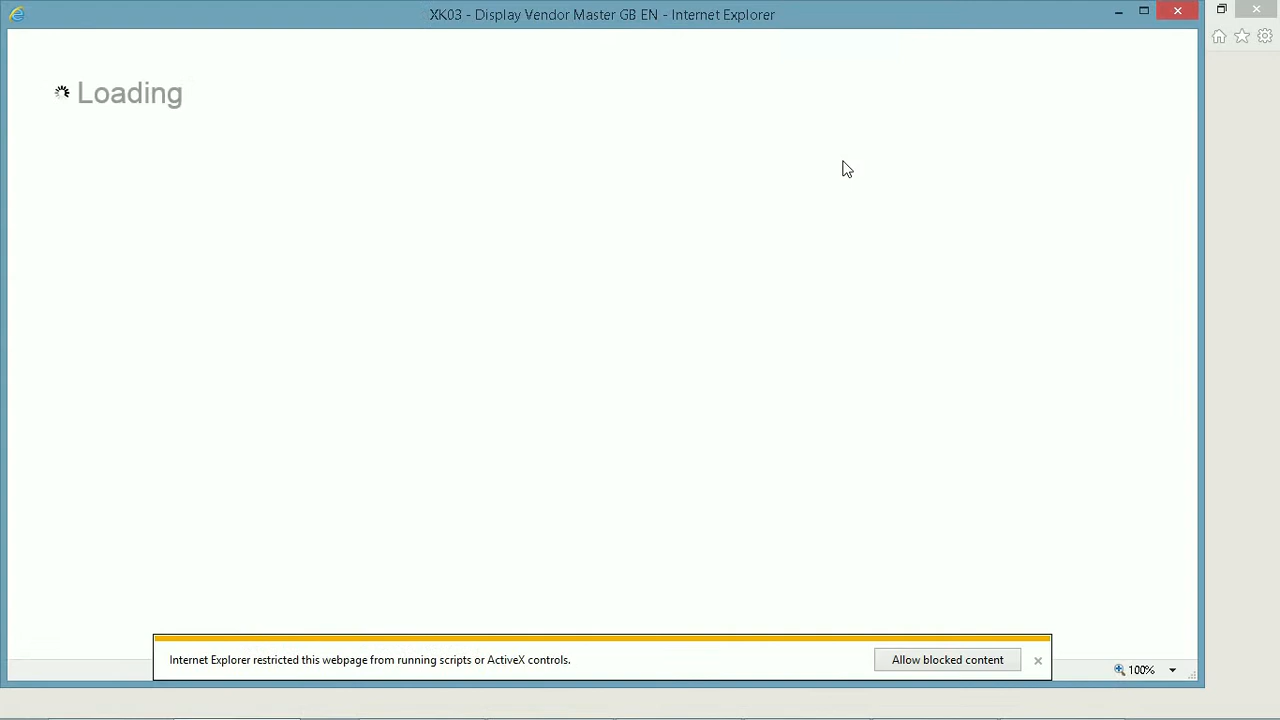 XK03 - Display Vendor Master GB EN - Internet Explorer
Loading
Internet Explorer restricted this webpage from running scripts or ActiveX controls.
Allow blocked content
100%